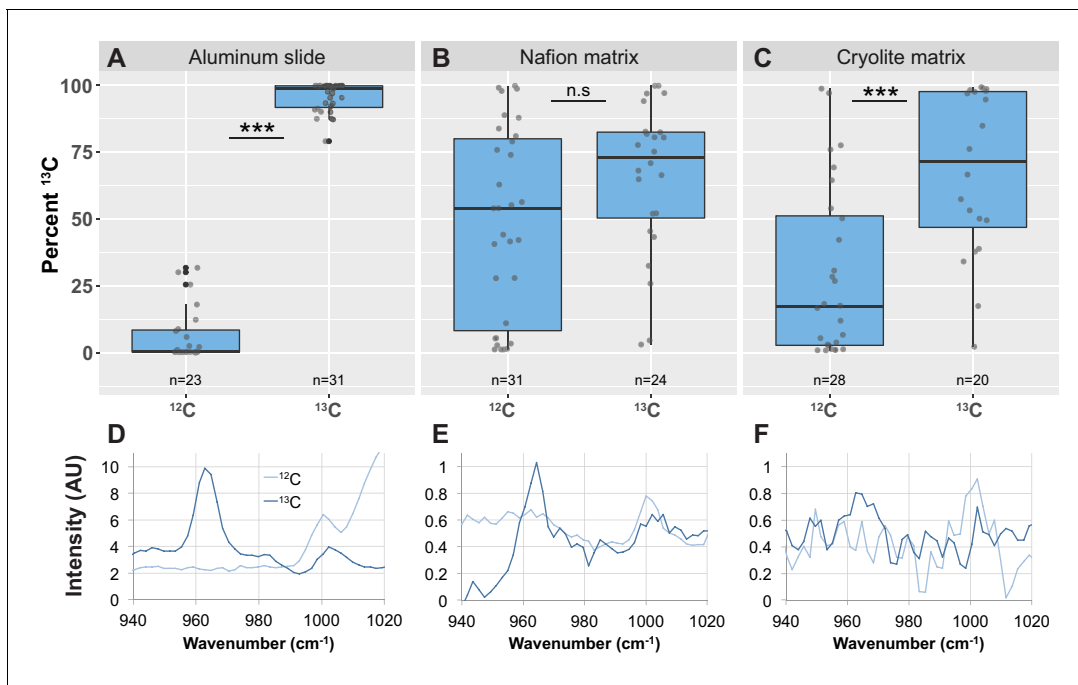 A Aluminum slide
B Nafion matrix
C Cryolite matrix
Percent ¹³C
100
75
50
25
0
***
n.s
***
n=23 n=31
n=31 n=24
n=28 n=20
¹²C ¹³C
¹²C ¹³C
¹²C ¹³C
D
E
F
Intensity (AU)
10
8
6
4
2
0
¹²C
¹³C
940 960 980 1000 1020
Wavenumber (cm⁻¹)
1
0.8
0.6
0.4
0.2
0
940 960 980 1000 1020
Wavenumber (cm⁻¹)
1
0.8
0.6
0.4
0.2
0
940 960 980 1000 1020
Wavenumber (cm⁻¹)